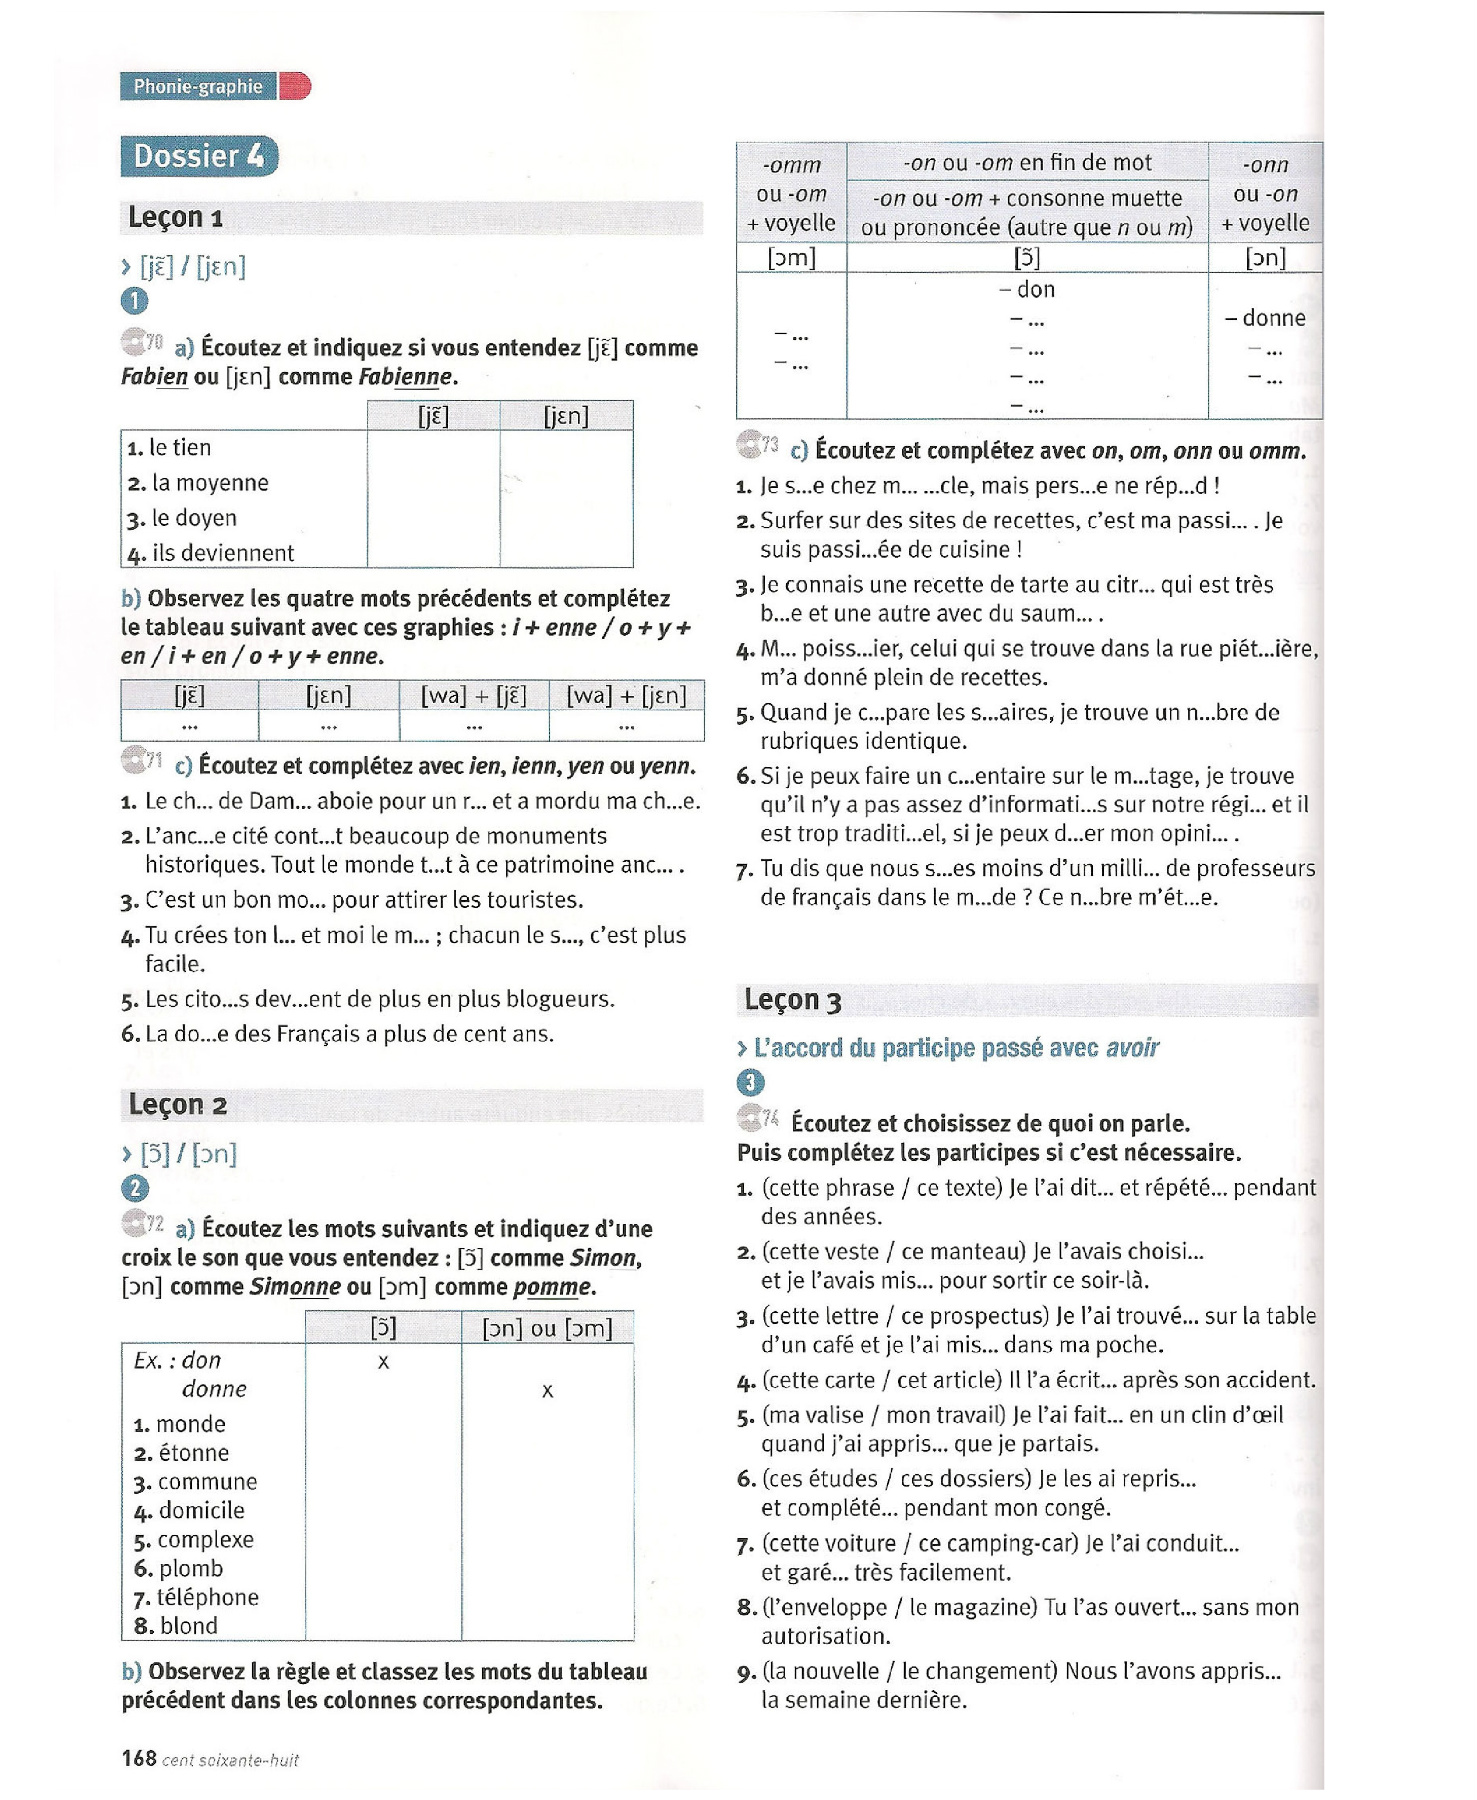 Phonie-graphie
Dossier 4
Leçon 1
› [jɛ̃] / [jɛn]
1
70 a) Écoutez et indiquez si vous entendez [jɛ̃] comme
Fabien ou [jɛn] comme Fabienne.
[jɛ̃] [jɛn]
1. le tien
2. la moyenne
3. le doyen
4. ils deviennent
b) Observez les quatre mots précédents et complétez
le tableau suivant avec ces graphies : i + enne / o + y +
en / i + en / o + y + enne.
[jɛ̃] [jɛn] [wa] + [jɛ̃] [wa] + [jɛn]
... ... ... ...
71 c) Écoutez et complétez avec ien, ienn, yen ou yenn.
1. Le ch... de Dam... aboie pour un r... et a mordu ma ch...e.
2. L'anc...e cité cont...t beaucoup de monuments
historiques. Tout le monde t...t à ce patrimoine anc... .
3. C'est un bon mo... pour attirer les touristes.
4. Tu crées ton l... et moi le m... ; chacun le s..., c'est plus
facile.
5. Les cito...s dev...ent de plus en plus blogueurs.
6. La do...e des Français a plus de cent ans.
Leçon 2
› [ɔ̃] / [ɔn]
2
72 a) Écoutez les mots suivants et indiquez d'une
croix le son que vous entendez : [ɔ̃] comme Simon,
[ɔn] comme Simonne ou [ɔm] comme pomme.
[ɔ̃] [ɔn] ou [ɔm]
Ex. : don x
donne x
1. monde
2. étonne
3. commune
4. domicile
5. complexe
6. plomb
7. téléphone
8. blond
b) Observez la règle et classez les mots du tableau
précédent dans les colonnes correspondantes.
168 cent soixante-huit
-omm -on ou -om en fin de mot -onn
ou -om -on ou -om + consonne muette ou -on
+ voyelle ou prononcée (autre que n ou m) + voyelle
[ɔm] [ɔ̃] [ɔn]
– don
– ... – ... – donne
– ... – ... – ...
– ... – ...
– ...
73 c) Écoutez et complétez avec on, om, onn ou omm.
1. Je s...e chez m... ...cle, mais pers...e ne rép...d !
2. Surfer sur des sites de recettes, c'est ma passi... . Je
suis passi...ée de cuisine !
3. Je connais une recette de tarte au citr... qui est très
b...e et une autre avec du saum... .
4. M... poiss...ier, celui qui se trouve dans la rue piét...ière,
m'a donné plein de recettes.
5. Quand je c...pare les s...aires, je trouve un n...bre de
rubriques identique.
6. Si je peux faire un c...entaire sur le m...tage, je trouve
qu'il n'y a pas assez d'informati...s sur notre régi... et il
est trop traditi...el, si je peux d...er mon opini... .
7. Tu dis que nous s...es moins d'un milli... de professeurs
de français dans le m...de ? Ce n...bre m'ét...e.
Leçon 3
› L'accord du participe passé avec avoir
3
74 Écoutez et choisissez de quoi on parle.
Puis complétez les participes si c'est nécessaire.
1. (cette phrase / ce texte) Je l'ai dit... et répété... pendant
des années.
2. (cette veste / ce manteau) Je l'avais choisi...
et je l'avais mis... pour sortir ce soir-là.
3. (cette lettre / ce prospectus) Je l'ai trouvé... sur la table
d'un café et je l'ai mis... dans ma poche.
4. (cette carte / cet article) Il l'a écrit... après son accident.
5. (ma valise / mon travail) Je l'ai fait... en un clin d'œil
quand j'ai appris... que je partais.
6. (ces études / ces dossiers) Je les ai repris...
et complété... pendant mon congé.
7. (cette voiture / ce camping-car) Je l'ai conduit...
et garé... très facilement.
8. (l'enveloppe / le magazine) Tu l'as ouvert... sans mon
autorisation.
9. (la nouvelle / le changement) Nous l'avons appris...
la semaine dernière.